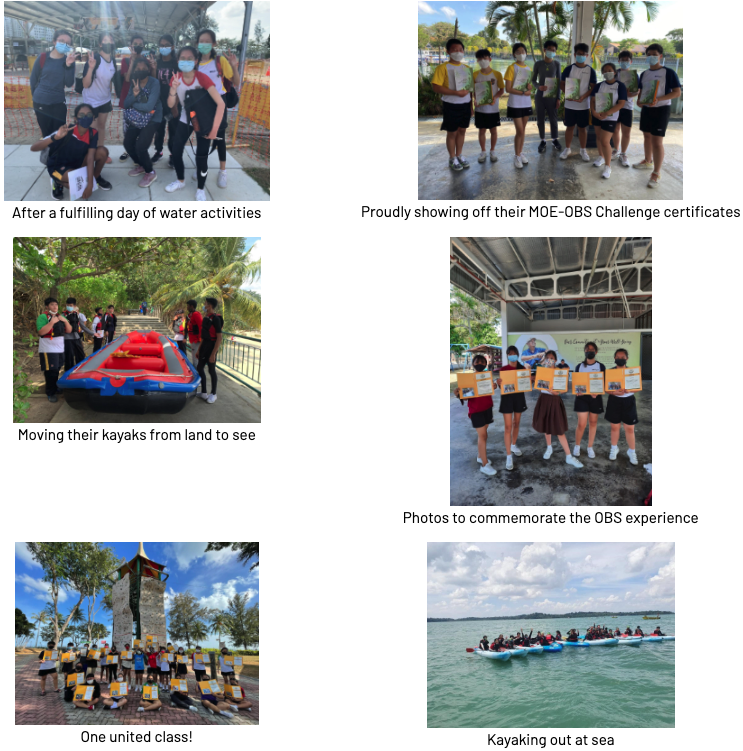 After a fulfilling day of water activities
Proudly showing off their MOE-OBS Challenge certificates
Moving their kayaks from land to see
Photos to commemorate the OBS experience
One united class!
Kayaking out at sea